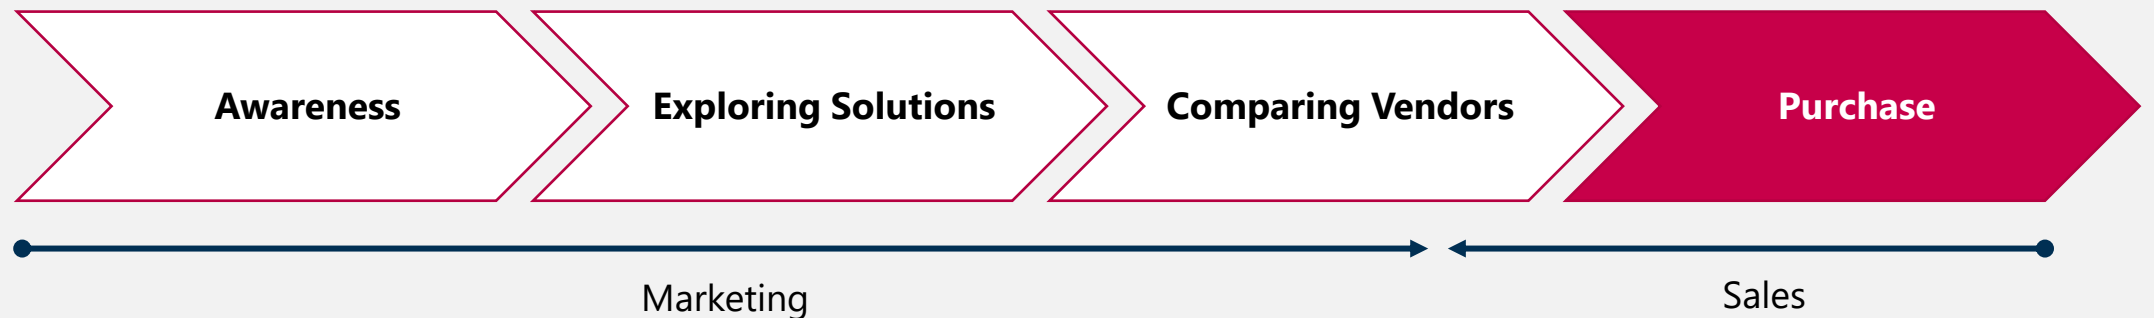 Awareness
Exploring Solutions
Comparing Vendors
Purchase
Marketing
Sales